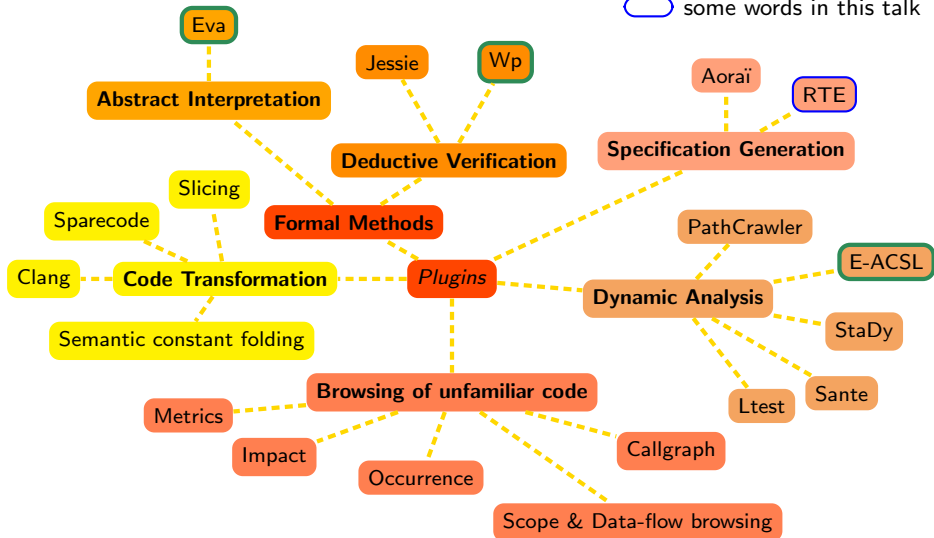 some words in this talk
Eva
Jessie
Wp
Aoraï
RTE
Abstract Interpretation
Deductive Verification
Specification Generation
Slicing
Sparecode
Formal Methods
PathCrawler
Clang
Code Transformation
Plugins
Dynamic Analysis
E-ACSL
Semantic constant folding
StaDy
Browsing of unfamiliar code
Sante
Ltest
Metrics
Impact
Occurrence
Callgraph
Scope & Data-flow browsing